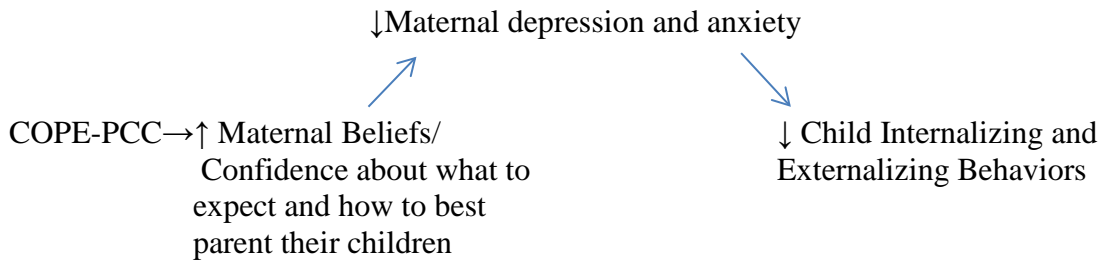 ↓Maternal depression and anxiety
COPE-PCC→↑ Maternal Beliefs/
Confidence about what to
expect and how to best
parent their children
↓ Child Internalizing and
Externalizing Behaviors